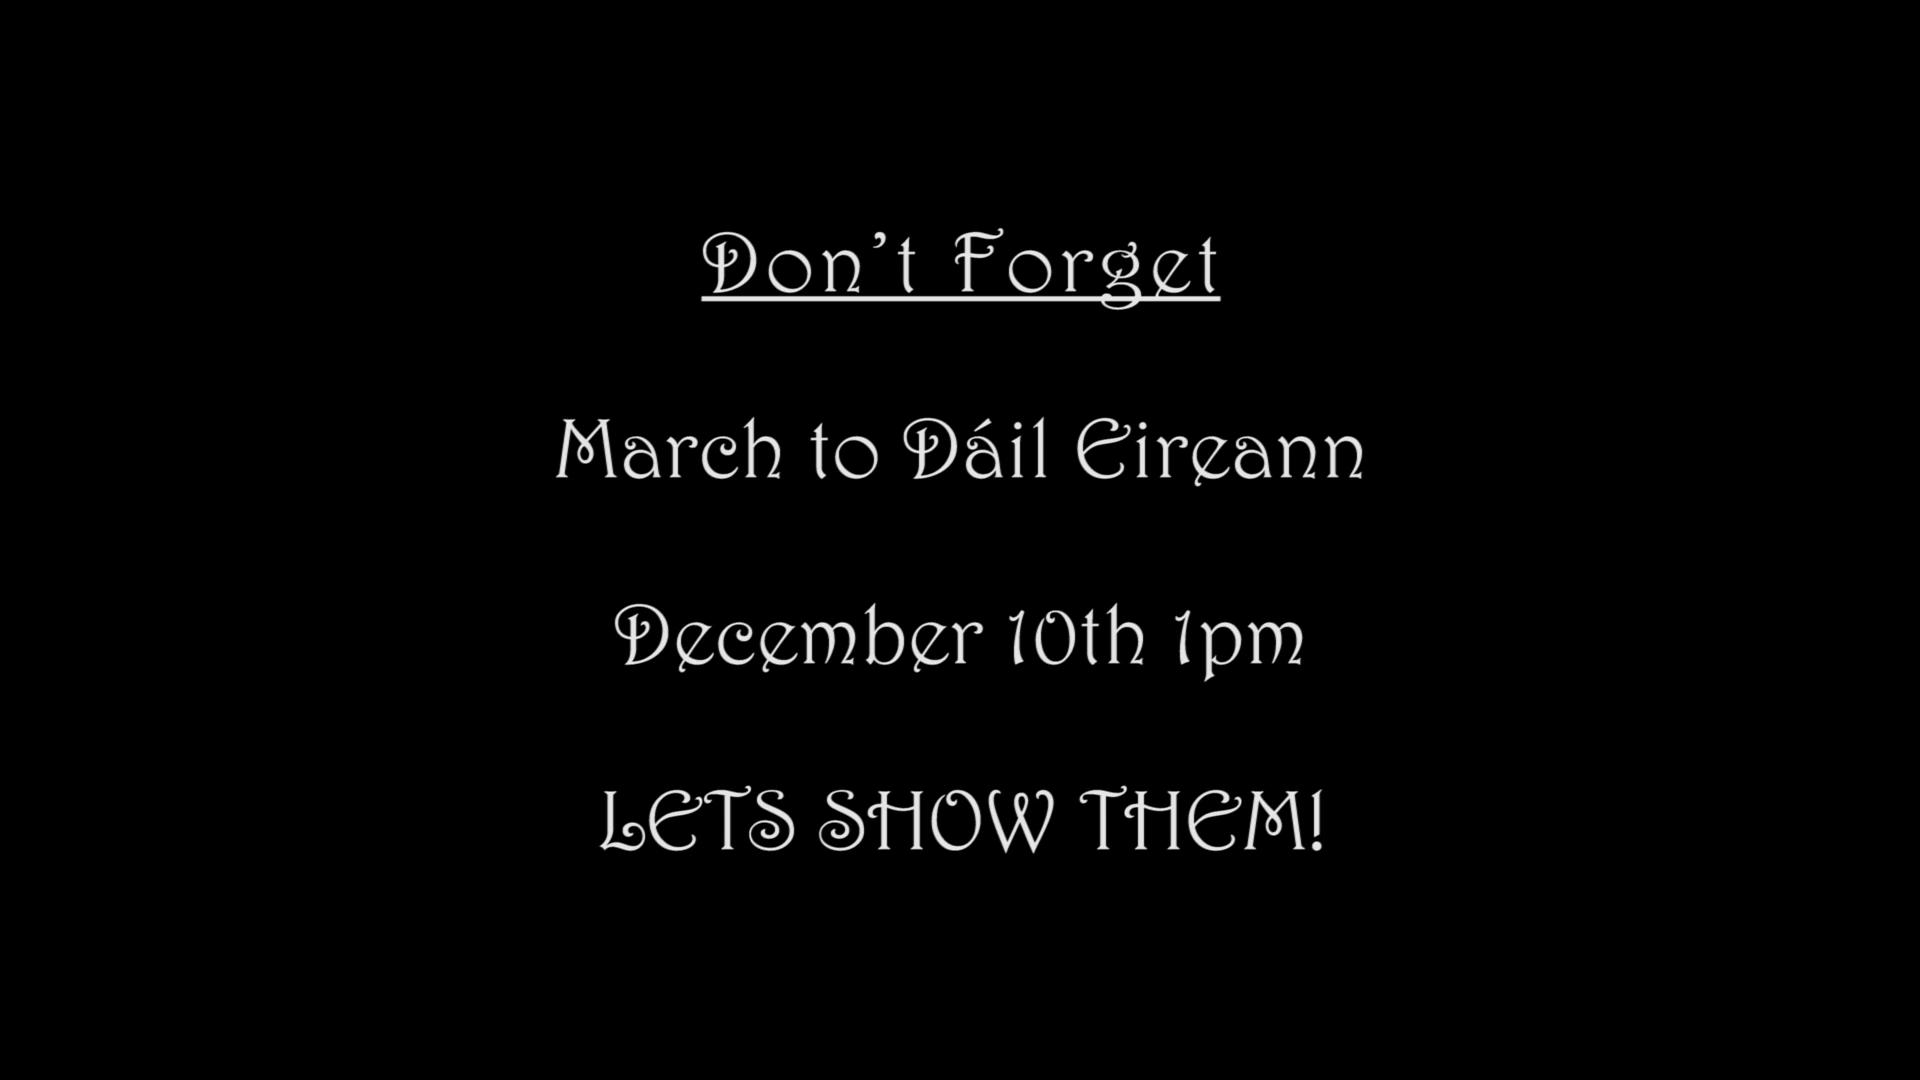 Don't Forget
March to Dáil Eireann
December 10th 1pm
LETS SHOW THEM!